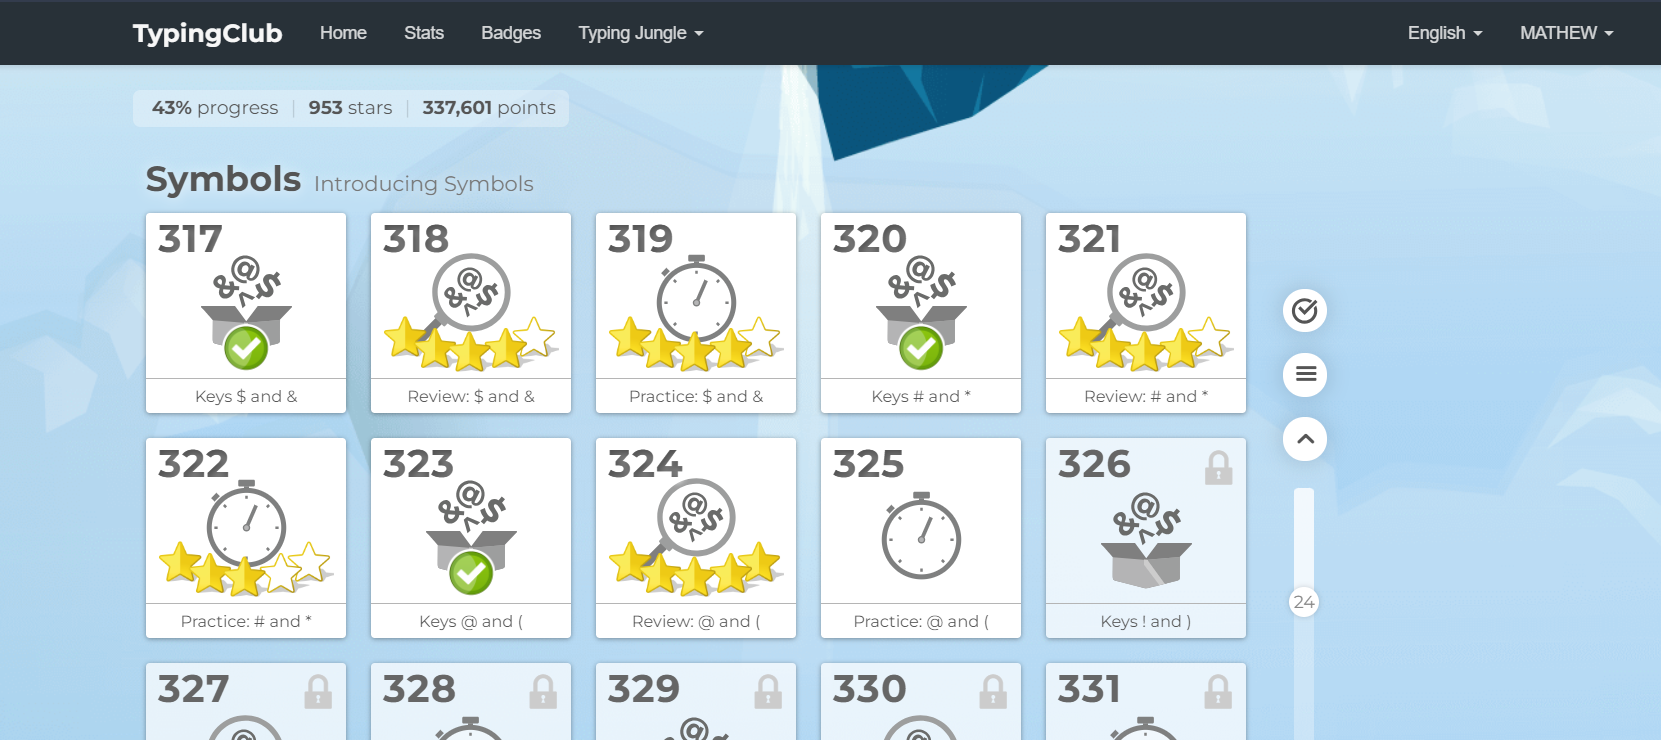 TypingClub Home Stats Badges Typing Jungle English MATHEW
43% progress | 953 stars | 337,601 points
Symbols Introducing Symbols
317 318 319 320 321
Keys $ and & Review: $ and & Practice: $ and & Keys # and * Review: # and *
322 323 324 325 326
Practice: # and * Keys @ and ( Review: @ and ( Practice: @ and ( Keys ! and )
24
327 328 329 330 331